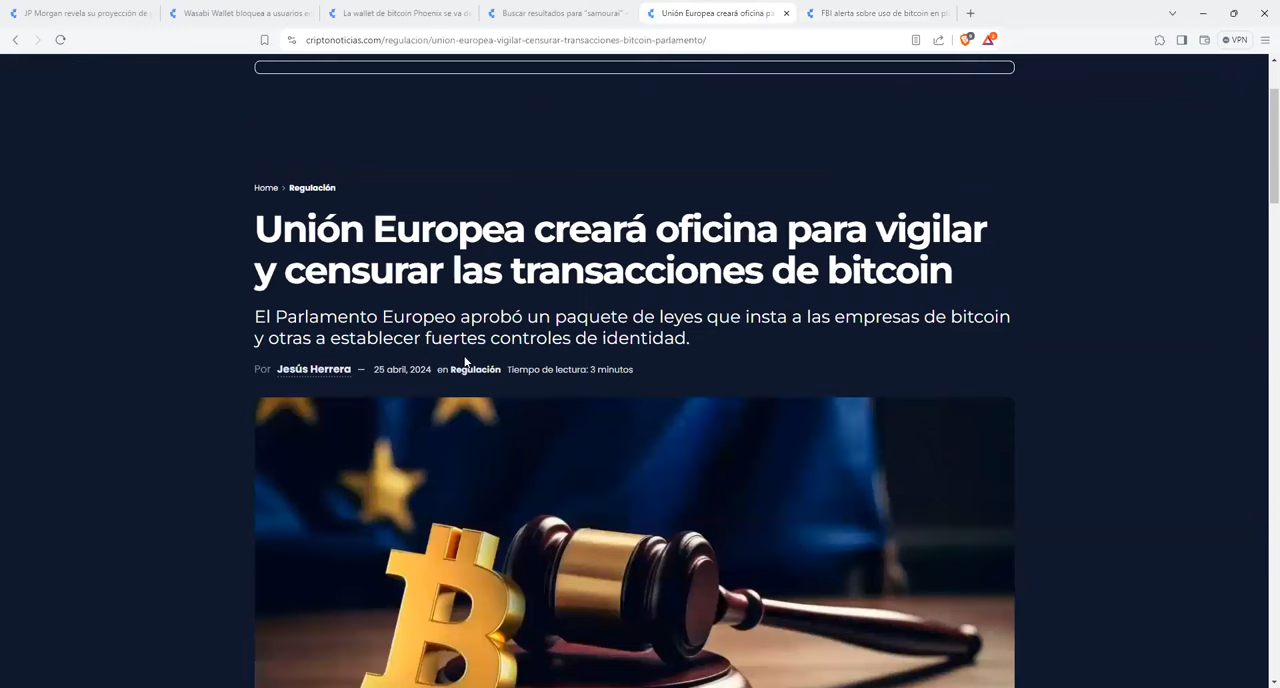 JP Morgan revela su proyección de
Wasabi Wallet bloquea a usuarios
La wallet de bitcoin Phoenix se va
Buscar resultados para "samourai" -
Unión Europea creará oficina
FBI alerta sobre uso de bitcoin en
criptonoticias.com/regulacion/union-europea-vigilar-censurar-transacciones-bitcoin-parlamento/
VPN
Home > Regulación
Unión Europea creará oficina para vigilar
y censurar las transacciones de bitcoin
El Parlamento Europeo aprobó un paquete de leyes que insta a las empresas de bitcoin
y otras a establecer fuertes controles de identidad.
Por Jesús Herrera — 25 abril, 2024 en Regulación Tiempo de lectura: 3 minutos